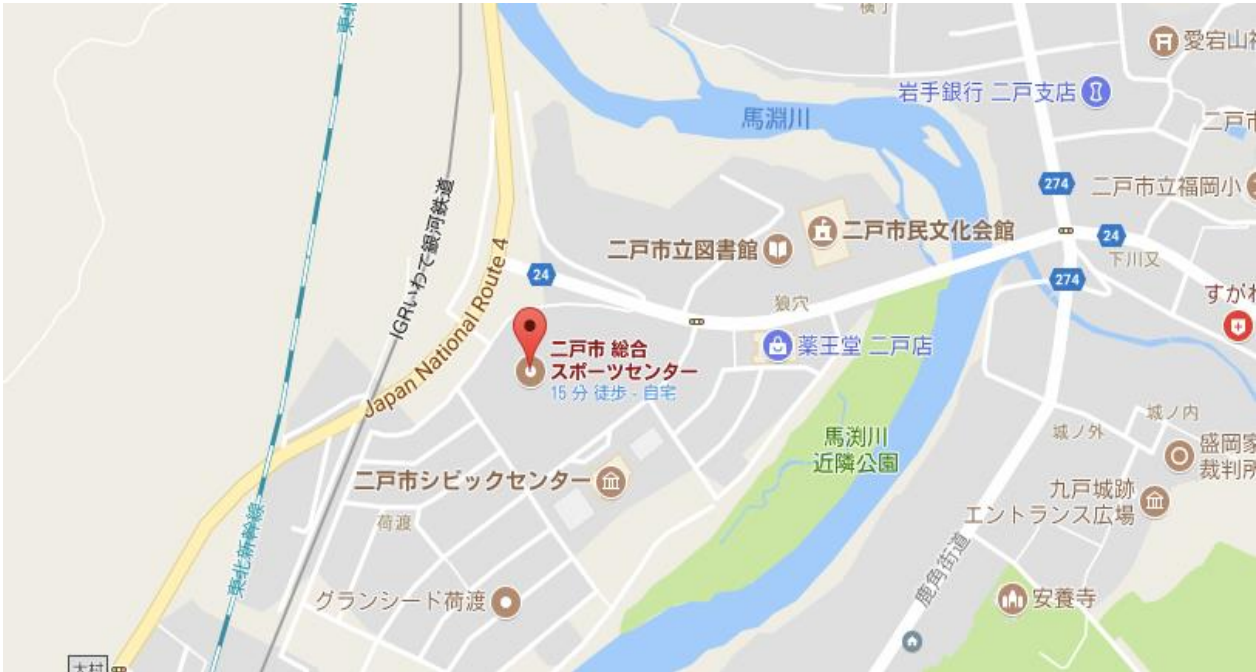 東北
横丁
愛宕山神
岩手銀行 二戸支店
馬淵川
二戸市
274
二戸市立福岡小
IGRいわて銀河鉄道
二戸市民文化会館
二戸市立図書館
24
下川又
Japan National Route 4
24
274
狼穴
すがわ
薬王堂 二戸店
二戸市 総合
スポーツセンター
15 分 徒歩 - 自宅
城ノ内
城ノ外
馬渕川
近隣公園
盛岡家
裁判所
二戸市シビックセンター
九戸城跡
エントランス広場
荷渡
東北新幹線
鹿角街道
グランシード荷渡
安養寺